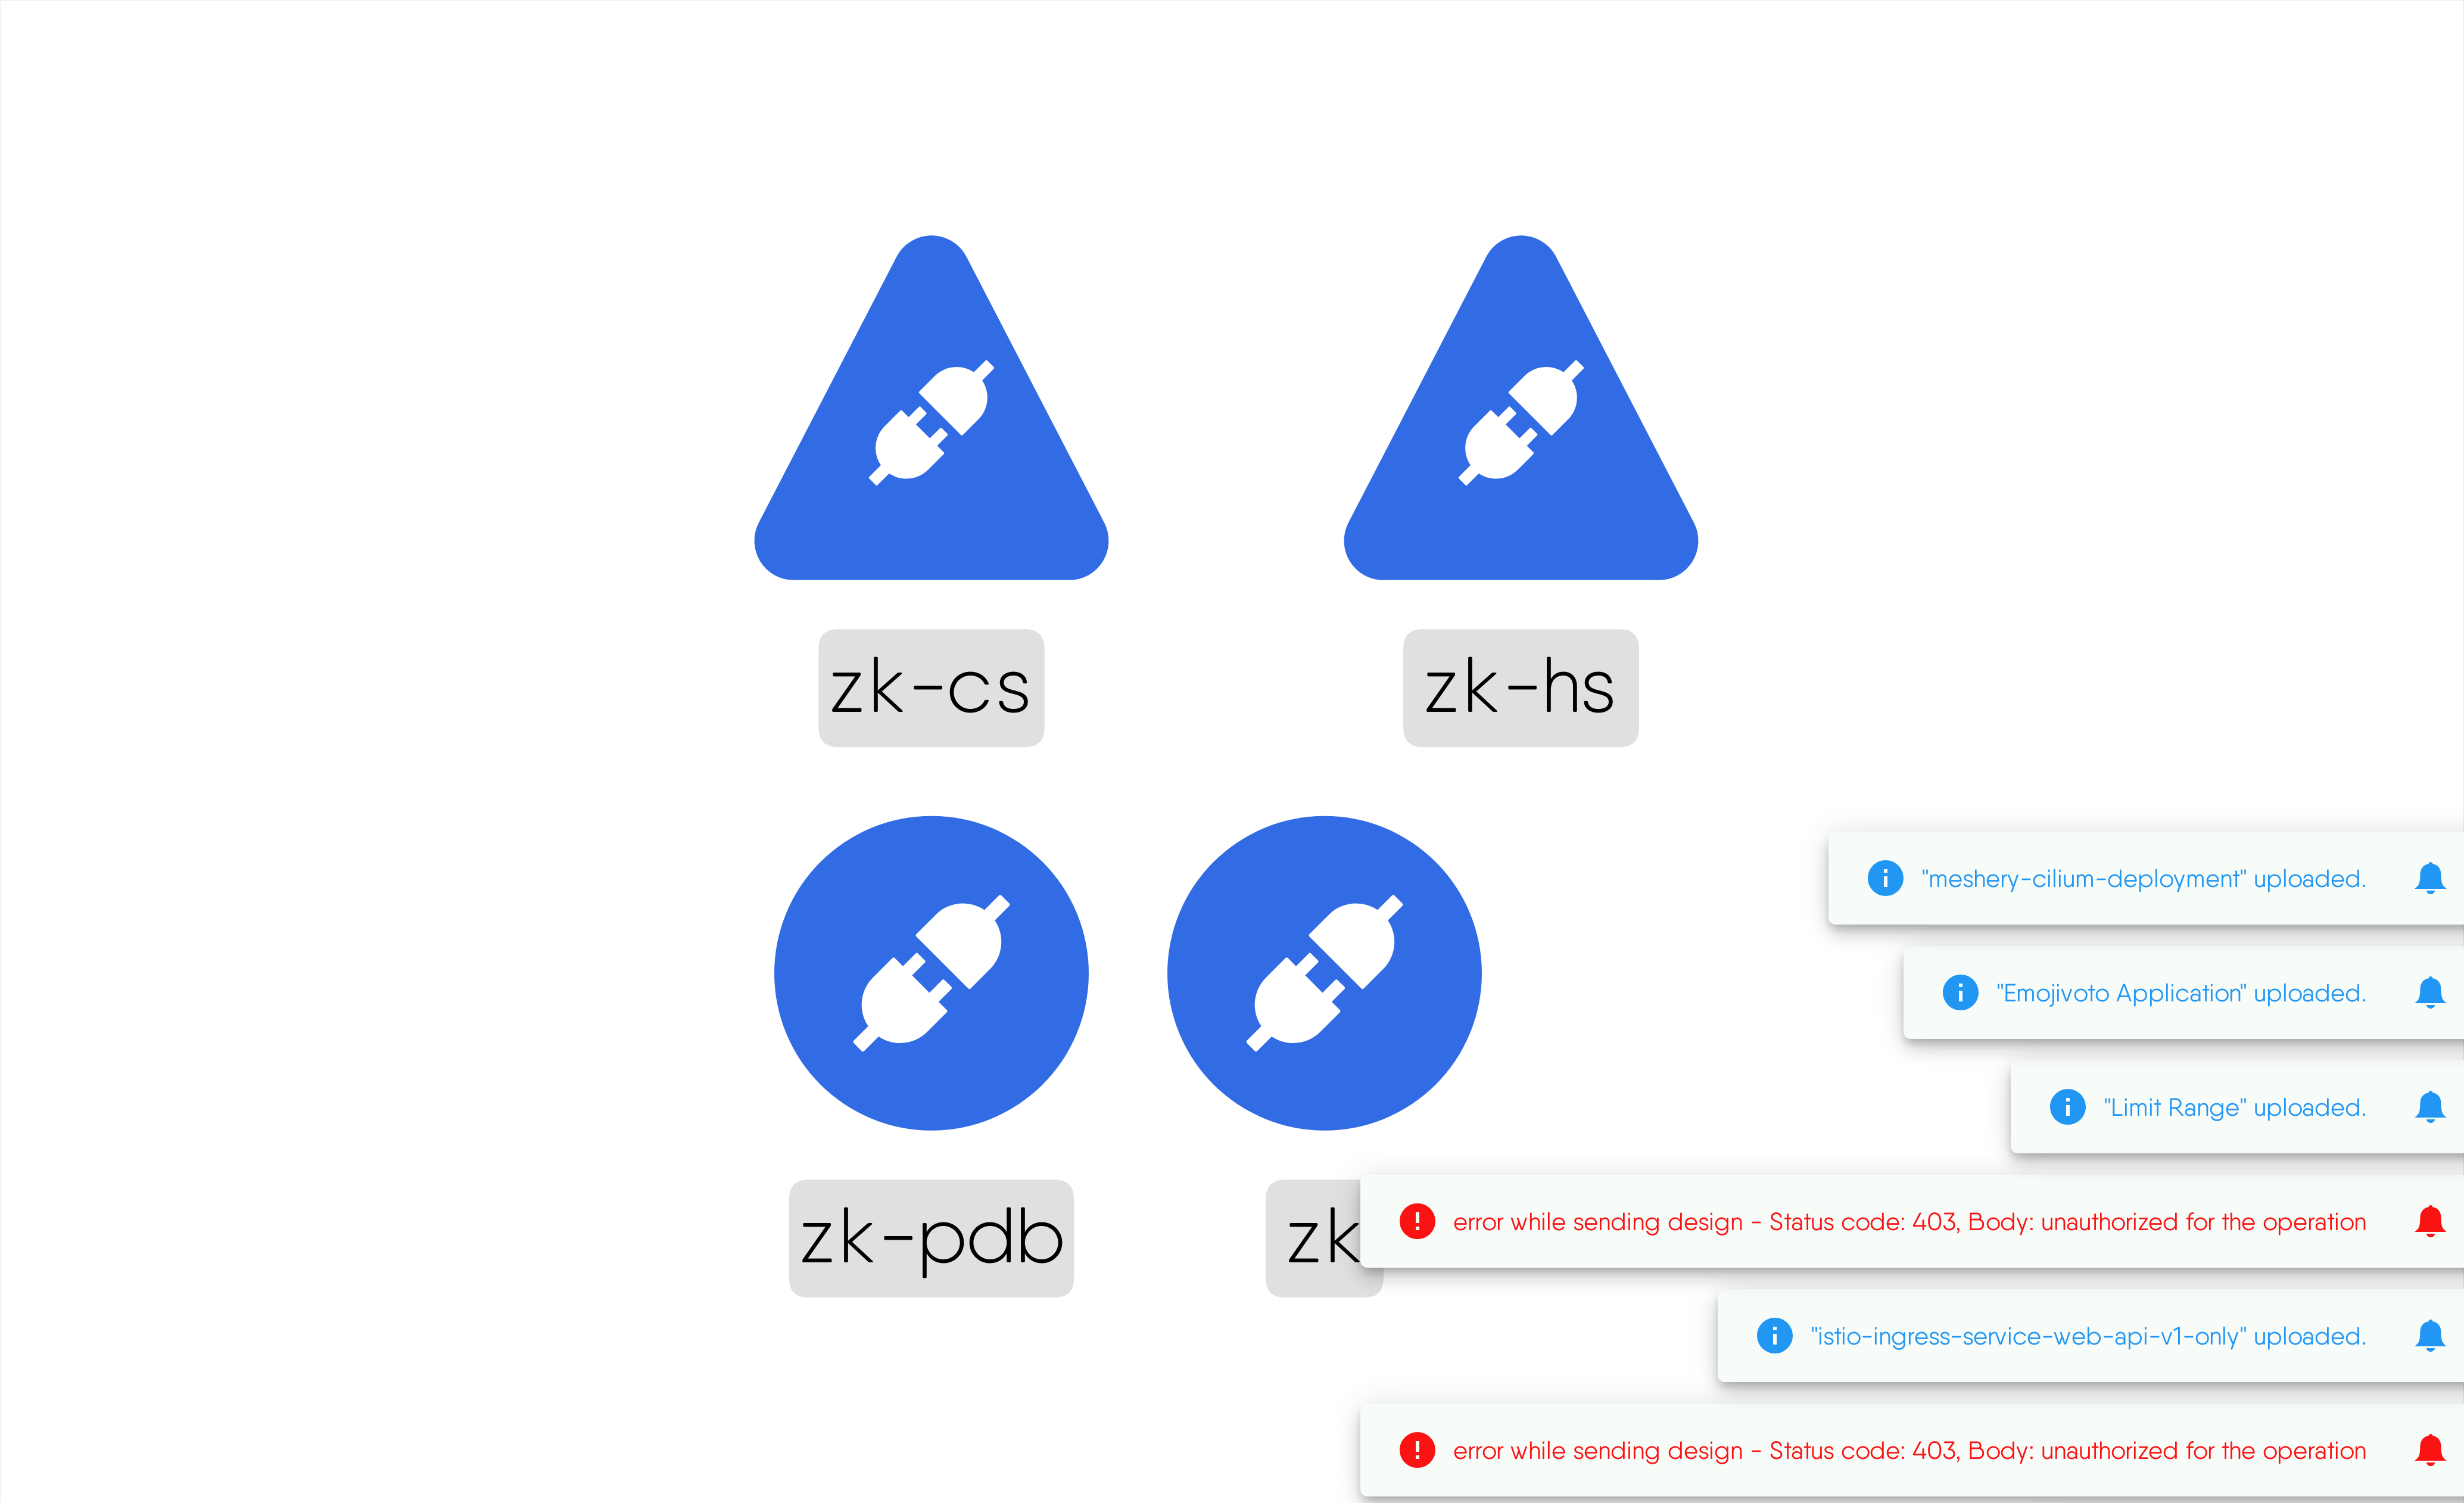 zk-cs
zk-hs
zk-pdb
zk
"meshery-cilium-deployment" uploaded.
"Emojivoto Application" uploaded.
"Limit Range" uploaded.
error while sending design - Status code: 403, Body: unauthorized for the operation
"istio-ingress-service-web-api-v1-only" uploaded.
error while sending design - Status code: 403, Body: unauthorized for the operation